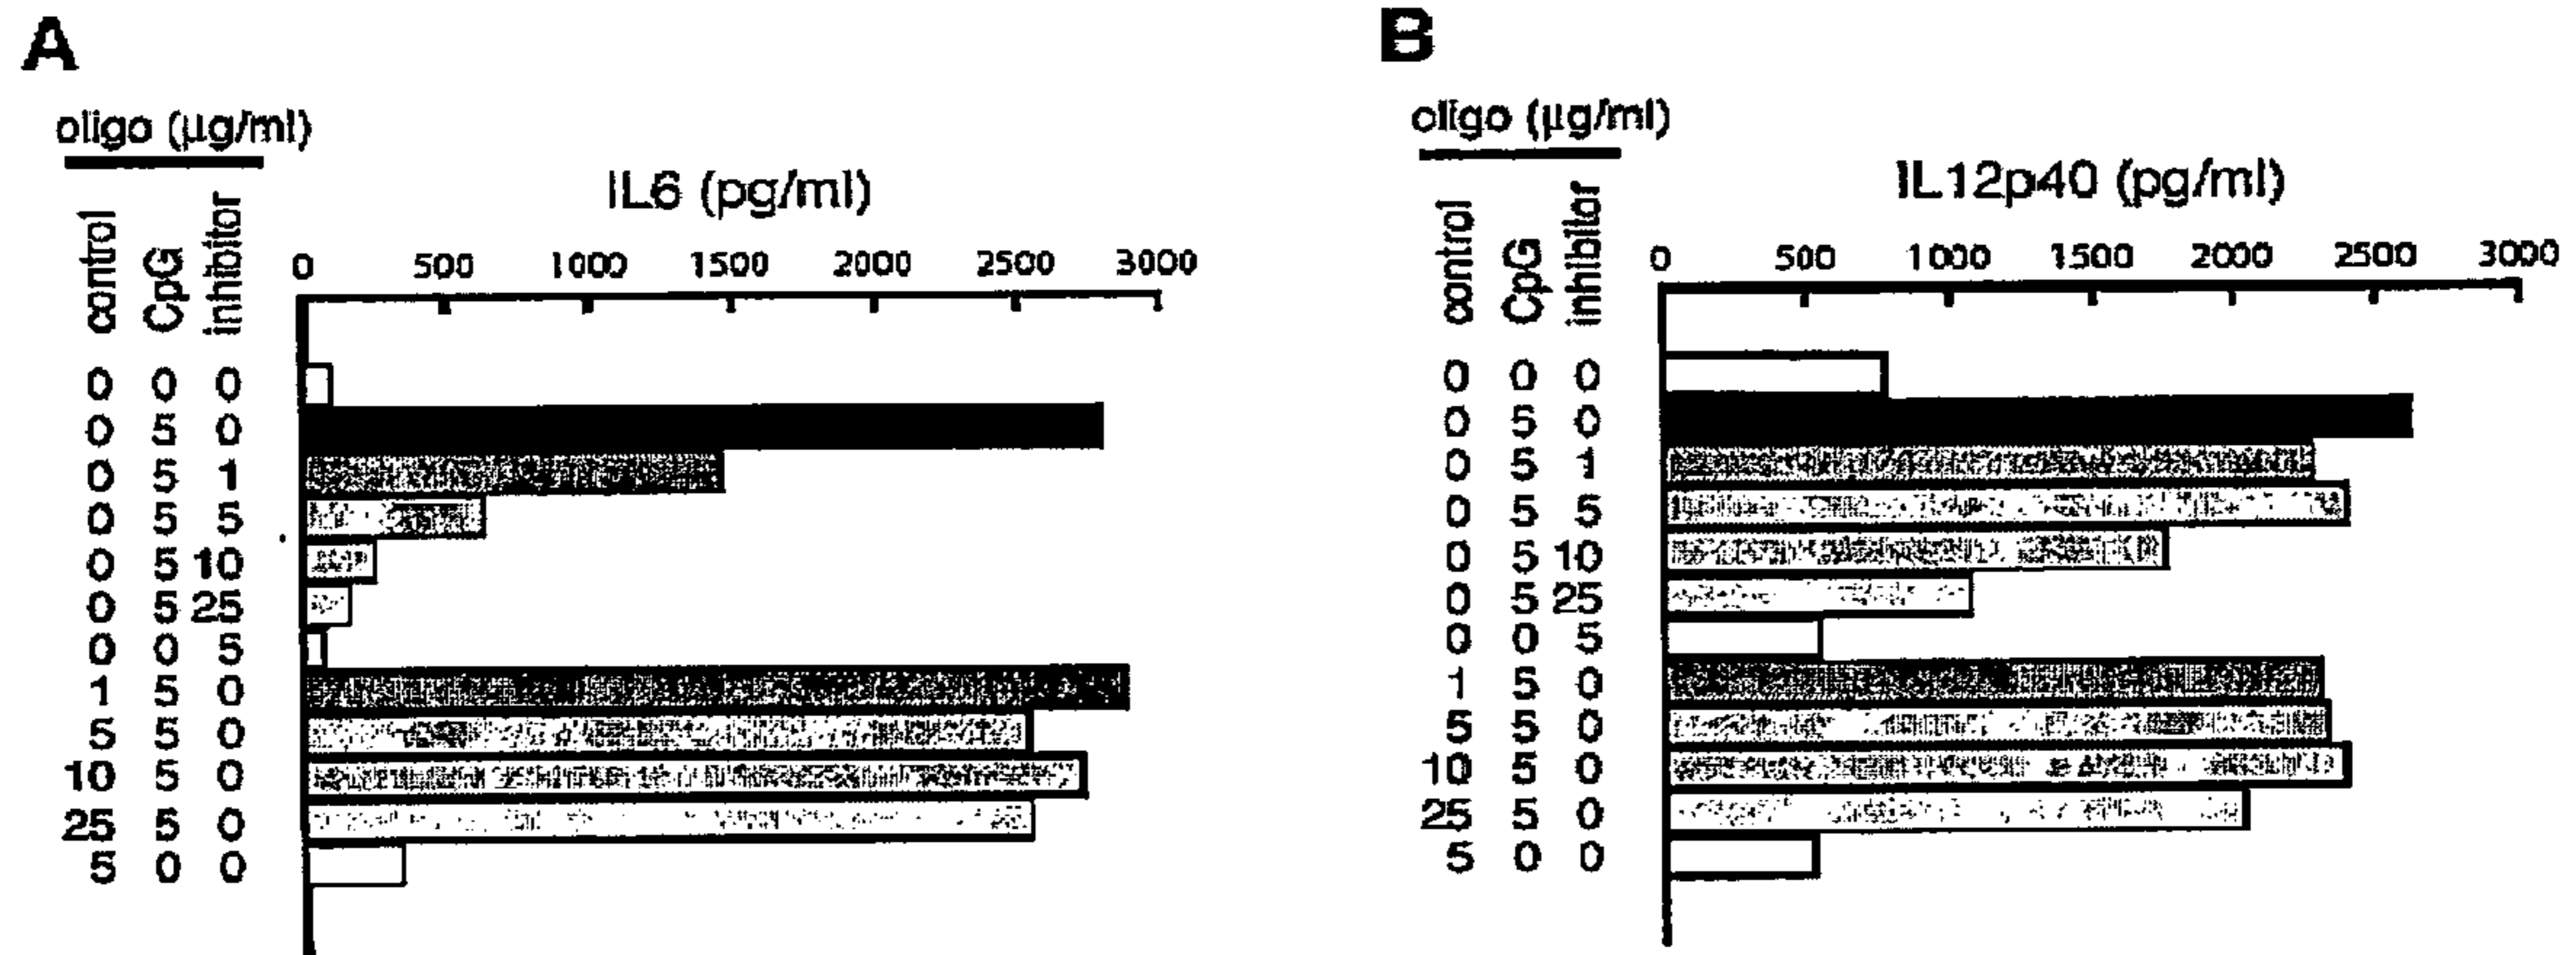 A
oligo (µg/ml)
IL6 (pg/ml)
control CpG inhibitor
0 500 1000 1500 2000 2500 3000
0 0 0
0 5 0
0 5 1
0 5 5
0 5 10
0 5 25
0 0 5
1 5 0
5 5 0
10 5 0
25 5 0
5 0 0
B
oligo (µg/ml)
IL12p40 (pg/ml)
control CpG inhibitor
0 500 1000 1500 2000 2500 3000
0 0 0
0 5 0
0 5 1
0 5 5
0 5 10
0 5 25
0 0 5
1 5 0
5 5 0
10 5 0
25 5 0
5 0 0